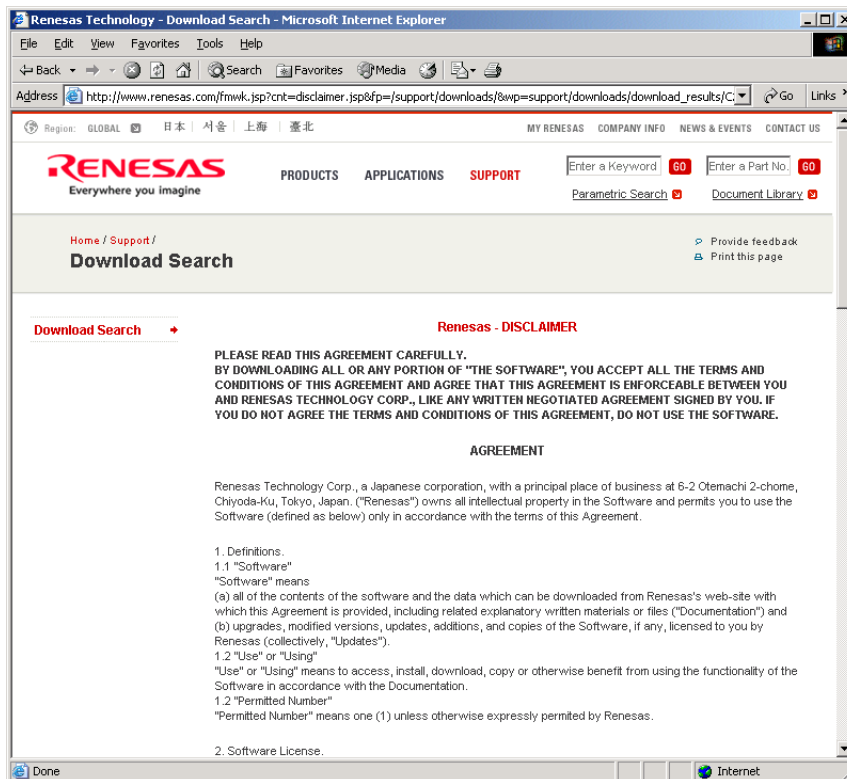 Renesas Technology - Download Search - Microsoft Internet Explorer
File Edit View Favorites Tools Help
Back Search Favorites Media
Address http://www.renesas.com/fmwk.jsp?cnt=disclaimer.jsp&fp=/support/downloads/&wp=support/downloads/download_results/C Go Links »
Region: GLOBAL 日本 | 서울 | 上海 | 臺北 MY RENESAS COMPANY INFO NEWS & EVENTS CONTACT US
RENESAS
Everywhere you imagine
PRODUCTS APPLICATIONS SUPPORT
Enter a Keyword GO Enter a Part No. GO
Parametric Search Document Library
Home / Support /
Download Search
Provide feedback
Print this page
Download Search
Renesas - DISCLAIMER
PLEASE READ THIS AGREEMENT CAREFULLY.
BY DOWNLOADING ALL OR ANY PORTION OF "THE SOFTWARE", YOU ACCEPT ALL THE TERMS AND
CONDITIONS OF THIS AGREEMENT AND AGREE THAT THIS AGREEMENT IS ENFORCEABLE BETWEEN YOU
AND RENESAS TECHNOLOGY CORP., LIKE ANY WRITTEN NEGOTIATED AGREEMENT SIGNED BY YOU. IF
YOU DO NOT AGREE THE TERMS AND CONDITIONS OF THIS AGREEMENT, DO NOT USE THE SOFTWARE.
AGREEMENT
Renesas Technology Corp., a Japanese corporation, with a principal place of business at 6-2 Otemachi 2-chome,
Chiyoda-Ku, Tokyo, Japan. ("Renesas") owns all intellectual property in the Software and permits you to use the
Software (defined as below) only in accordance with the terms of this Agreement.
1. Definitions.
1.1 "Software"
"Software" means
(a) all of the contents of the software and the data which can be downloaded from Renesas's web-site with
which this Agreement is provided, including related explanatory written materials or files ("Documentation") and
(b) upgrades, modified versions, updates, additions, and copies of the Software, if any, licensed to you by
Renesas (collectively, "Updates").
1.2 "Use" or "Using"
"Use" or "Using" means to access, install, download, copy or otherwise benefit from using the functionality of the
Software in accordance with the Documentation.
1.2 "Permitted Number"
"Permitted Number" means one (1) unless otherwise expressly permited by Renesas.
2. Software License.
Done Internet